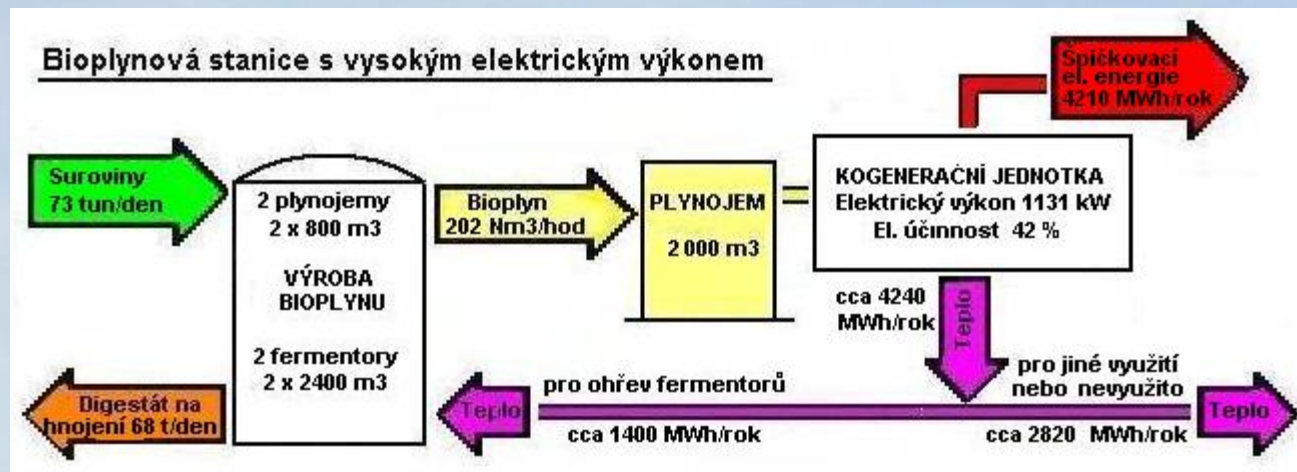 Bioplynová stanice s vysokým elektrickým výkonem
Špičkovací
el. energie
4210 MWh/rok
Suroviny
73 tun/den
2 plynojemy
2 x 800 m3
VÝROBA
BIOPLYNU
2 fermentory
2 x 2400 m3
Bioplyn
202 Nm3/hod
PLYNOJEM
2 000 m3
KOGENERAČNÍ JEDNOTKA
Elektrický výkon 1131 kW
El. účinnost 42 %
cca 4240
MWh/rok
Teplo
pro jiné využití
nebo nevyužito
pro ohřev fermentorů
Teplo
Teplo
cca 1400 MWh/rok
cca 2820 MWh/rok
Digestát na
hnojení 68 t/den